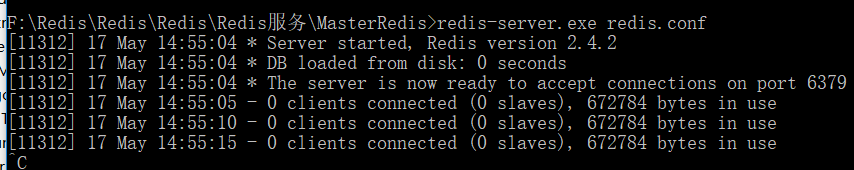 F:\Redis\Redis\Redis\Redis服务\MasterRedis>redis-server.exe redis.conf
[11312] 17 May 14:55:04 * Server started, Redis version 2.4.2
[11312] 17 May 14:55:04 * DB loaded from disk: 0 seconds
[11312] 17 May 14:55:04 * The server is now ready to accept connections on port 6379
[11312] 17 May 14:55:05 - 0 clients connected (0 slaves), 672784 bytes in use
[11312] 17 May 14:55:10 - 0 clients connected (0 slaves), 672784 bytes in use
[11312] 17 May 14:55:15 - 0 clients connected (0 slaves), 672784 bytes in use
^C